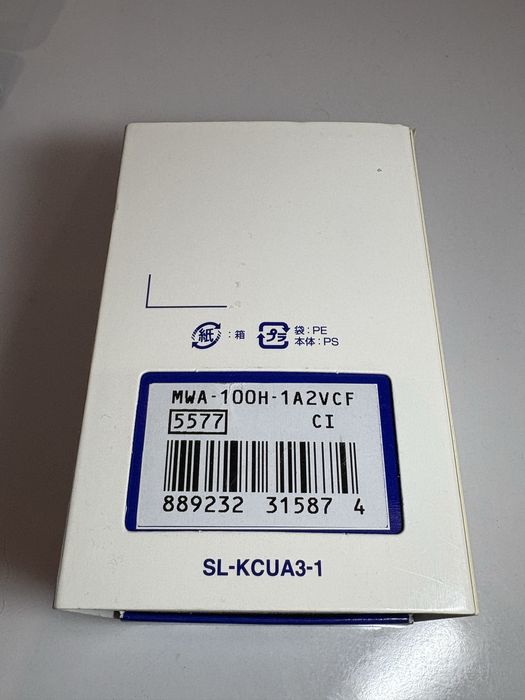 紙 : 箱
プラ 袋 : PE
本体 : PS
MWA-100H-1A2VCF
5577 CI
889232 31587 4
SL-KCUA3-1